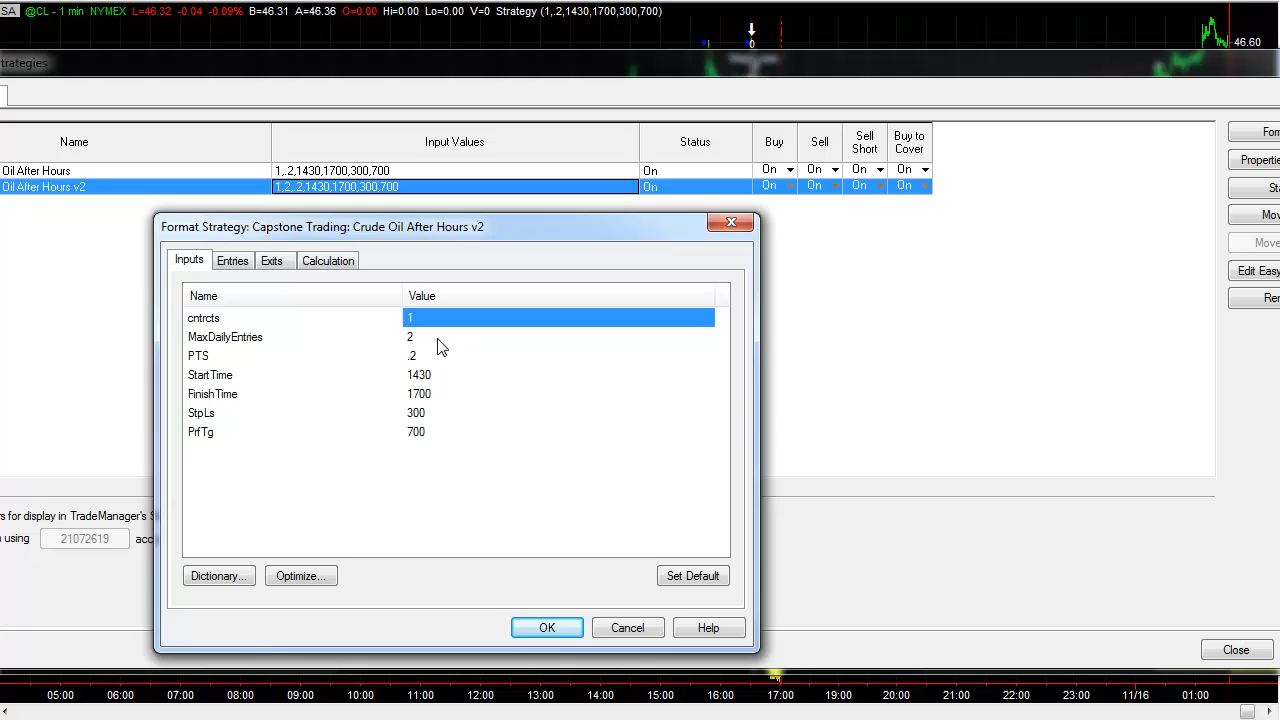 SA @CL - 1 min NYMEX L=46.32 -0.04 -0.09% B=46.31 A=46.36 O=0.00 Hi=0.00 Lo=0.00 V=0 Strategy (1,.2,1430,1700,300,700)
0
46.60
trategies
Name Input Values Status Buy Sell Sell Short Buy to Cover
Oil After Hours 1,.2,1430,1700,300,700 On On On On On
Oil After Hours v2 1,2,.2,1430,1700,300,700 On On On On On
Form
Propertie
Sta
Mov
Move
Edit Easy
Rem
Format Strategy: Capstone Trading: Crude Oil After Hours v2
Inputs Entries Exits Calculation
Name Value
cntrcts 1
MaxDailyEntries 2
PTS .2
StartTime 1430
FinishTime 1700
StpLs 300
PrfTg 700
Dictionary... Optimize... Set Default
OK Cancel Help
rs for display in TradeManager's S
n using 21072619 acc
Close
05:00 06:00 07:00 08:00 09:00 10:00 11:00 12:00 13:00 14:00 15:00 16:00 17:00 18:00 19:00 20:00 21:00 22:00 23:00 11/16 01:00